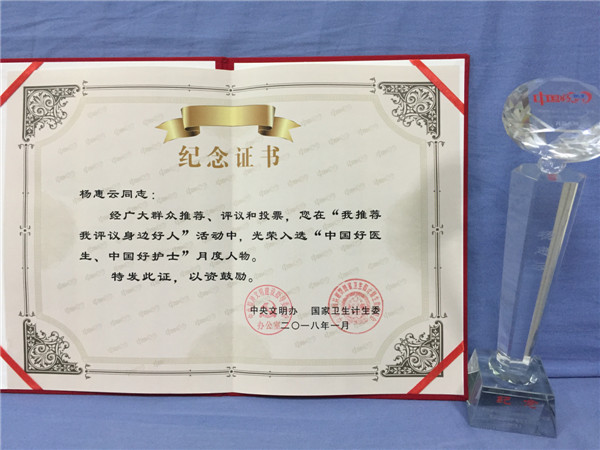 纪念证书
杨惠云同志：
经广大群众推荐、评议和投票，您在“我推荐
我评议身边好人”活动中，光荣入选“中国好医
生、中国好护士”月度人物。
特发此证，以资鼓励。
中央文明办 国家卫生计生委
办公室
二〇一八年一月